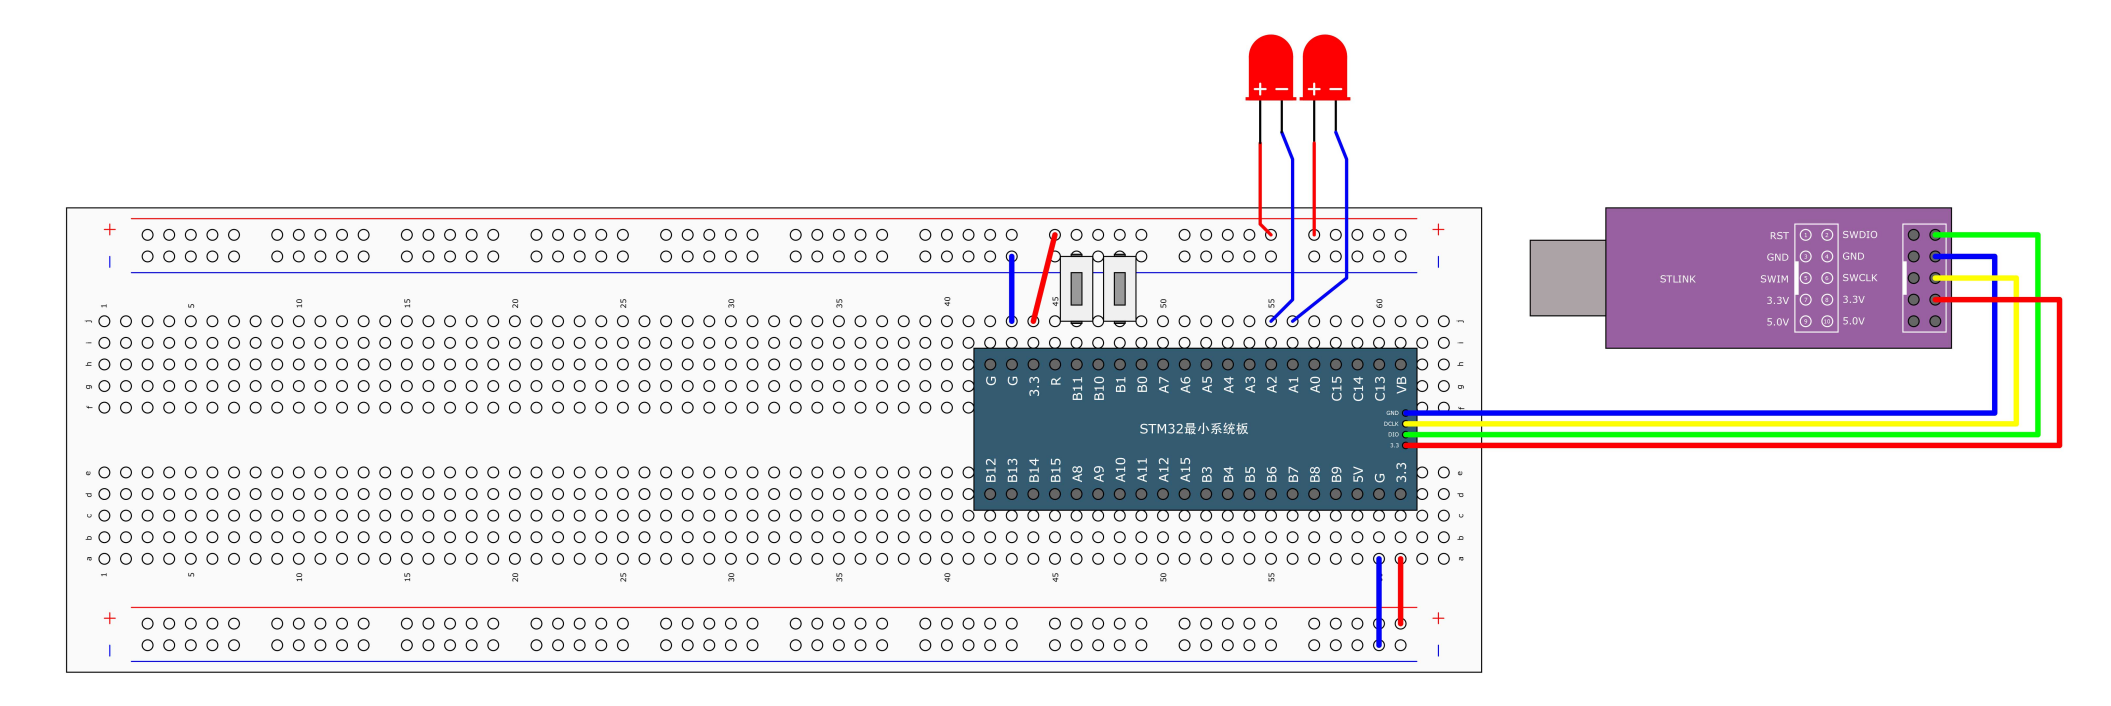 + − + −
+ +
− −
1 5 10 15 20 25 30 35 40 45 50 55 60
j j
i i
h h
g g
f f
G G 3.3 R B11 B10 B1 B0 A7 A6 A5 A4 A3 A2 A1 A0 C15 C14 C13 VB
GND
DCLK
DIO
3.3
STM32最小系统板
B12 B13 B14 B15 A8 A9 A10 A11 A12 A15 B3 B4 B5 B6 B7 B8 B9 5V G 3.3
e e
d d
c c
b b
a a
1 5 10 15 20 25 30 35 40 45 50 55
+ +
− −
STLINK
RST 1 2 SWDIO
GND 3 4 GND
SWIM 5 6 SWCLK
3.3V 7 8 3.3V
5.0V 9 10 5.0V